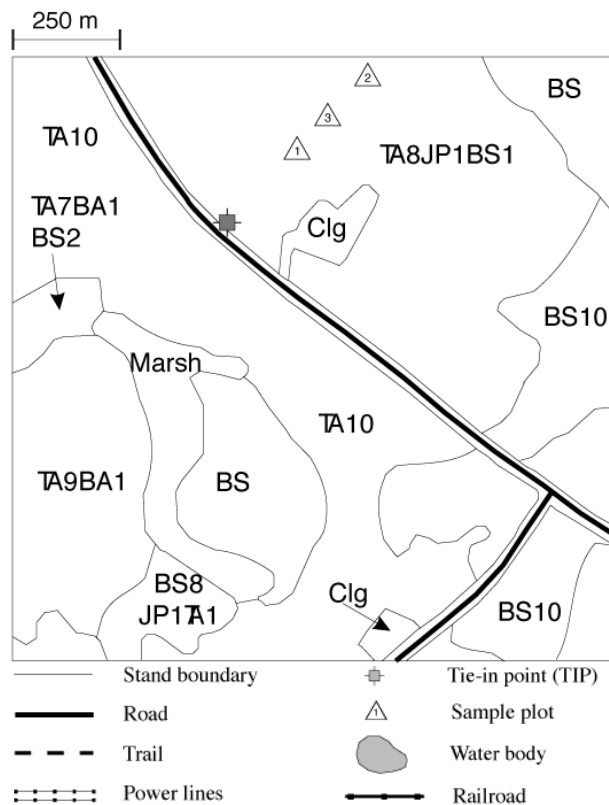 250 m
2
BS
3
TA10
1
TA8JP1BS1
TA7BA1
BS2
Clg
BS10
Marsh
TA10
TA9BA1
BS
BS8
JP1TA1
Clg
BS10
Stand boundary
Tie-in point (TIP)
Road
1
Sample plot
Trail
Water body
Power lines
Railroad